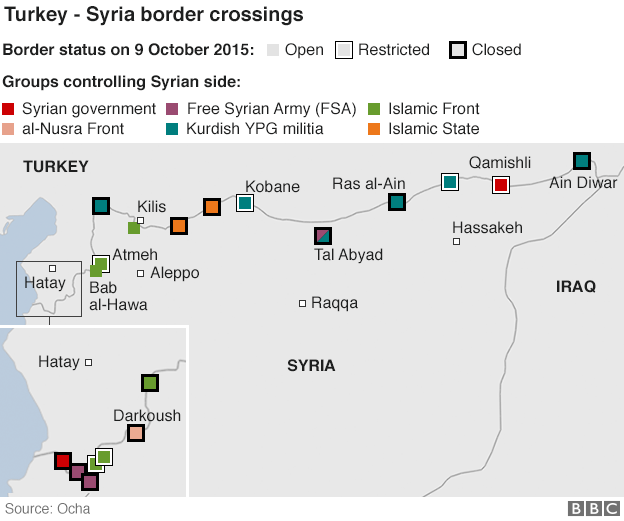 Turkey - Syria border crossings
Border status on 9 October 2015: Open Restricted Closed
Groups controlling Syrian side:
Syrian government Free Syrian Army (FSA) Islamic Front
al-Nusra Front Kurdish YPG militia Islamic State
TURKEY
Qamishli
Kilis
Kobane
Ras al-Ain
Ain Diwar
Atmeh
Tal Abyad
Hassakeh
Hatay
Bab
al-Hawa
Aleppo
Raqqa
IRAQ
SYRIA
Hatay
Darkoush
Source: Ocha
BBC